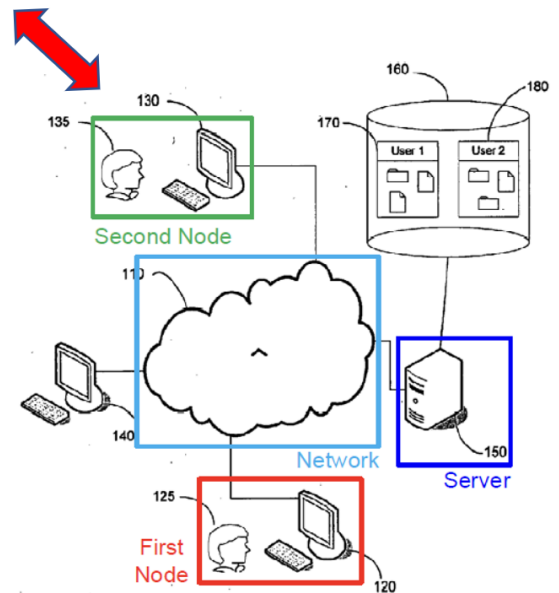 160
180
130
135
170
User 1
User 2
Second Node
110
140
150
Network
Server
125
First
Node
120